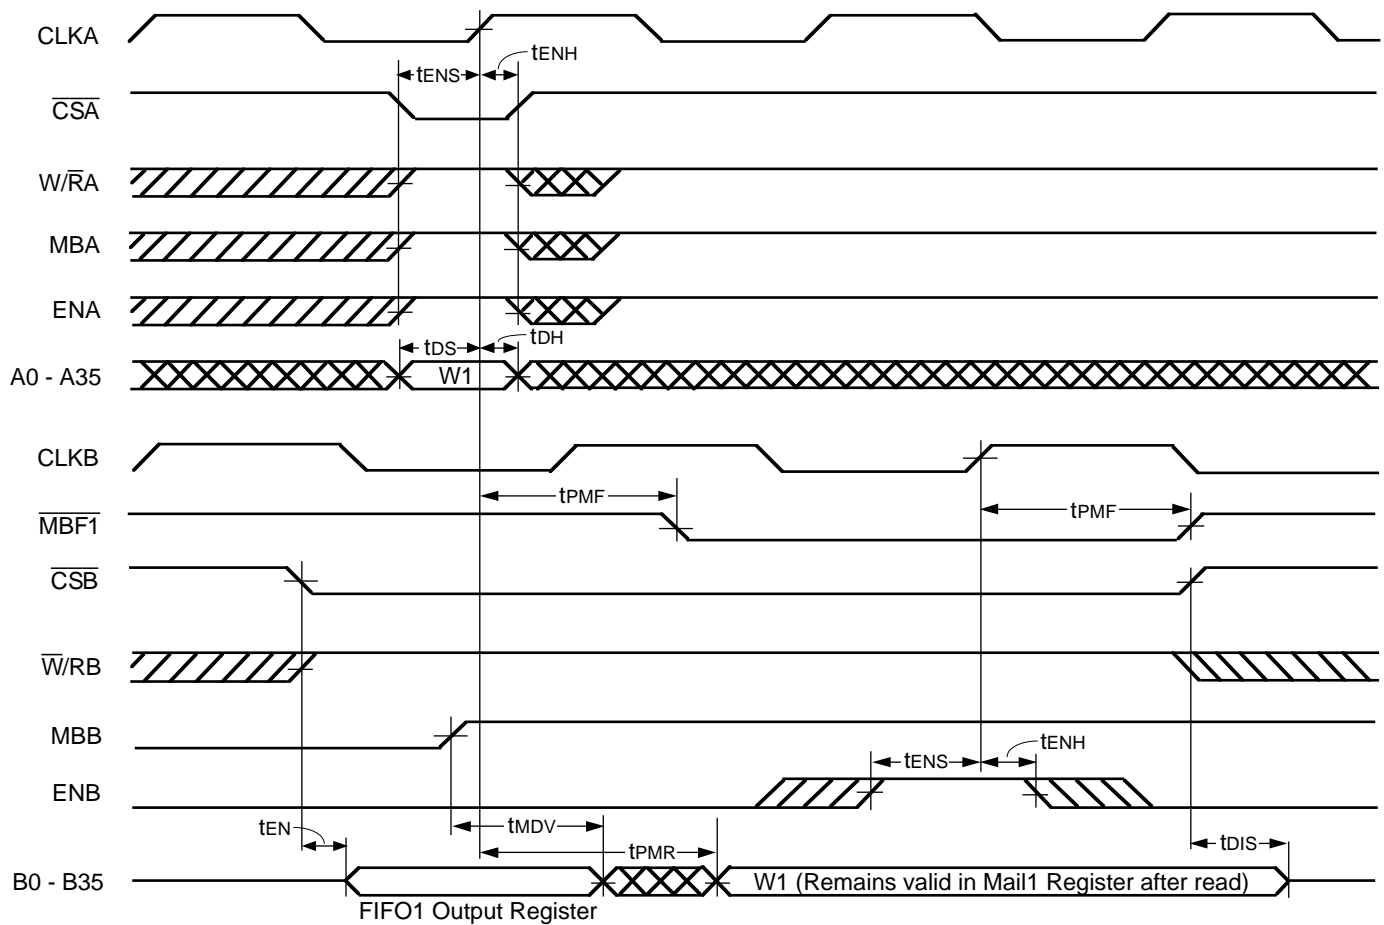 CLKA
tENH
tENS
CSA
W/RA
MBA
ENA
tDS
tDH
A0 - A35
W1
CLKB
tPMF
tPMF
MBF1
CSB
W/RB
MBB
tENS
tENH
ENB
tEN
tMDV
tPMR
tDIS
B0 - B35
W1 (Remains valid in Mail1 Register after read)
FIFO1 Output Register